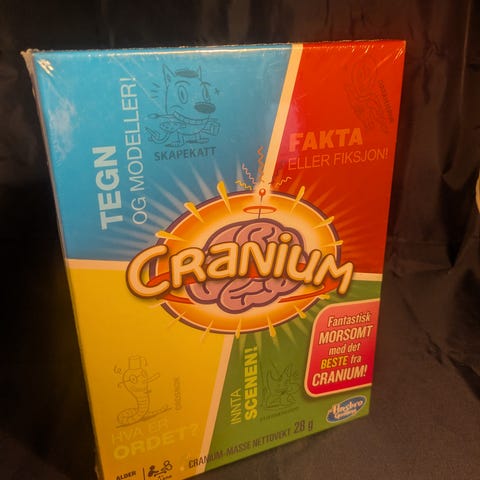 TEGN
OG MODELLER!
SKAPEKATT
FAKTA
ELLER FIKSJON!
CRANIUM
Fantastisk
MORSOMT
med det
BESTE fra
CRANIUM!
INNTA
SCENEN!
HVA ER
ORDET?
Hasbro
Gaming
CRANIUM-MASSE NETTOVEKT 28 g
ALDER